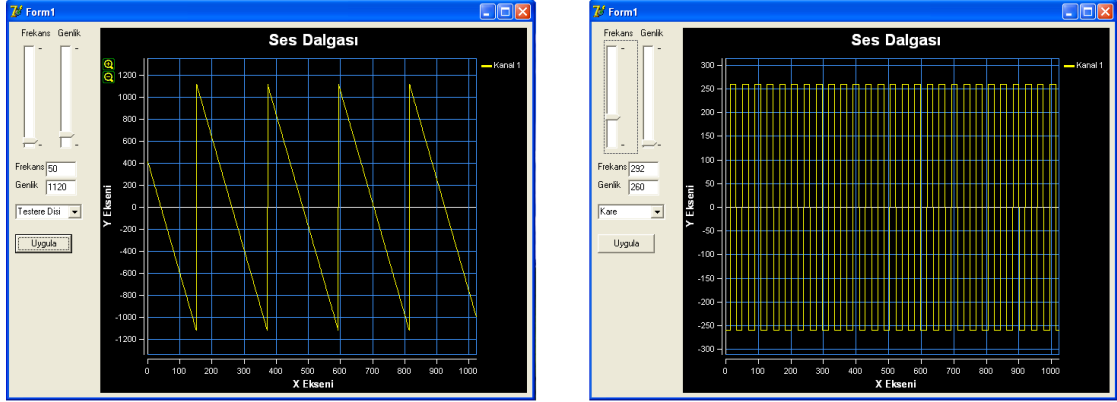 Form1
Frekans Genlik
Frekans 50
Genlik 1120
Testere Disi
Uygula
Ses Dalgası
Kanal 1
1200
1000
800
600
400
200
0
-200
-400
-600
-800
-1000
-1200
Y Ekseni
0 100 200 300 400 500 600 700 800 900 1000
X Ekseni
Form1
Frekans Genlik
Frekans 292
Genlik 260
Kare
Uygula
Ses Dalgası
Kanal 1
300
250
200
150
100
50
0
-50
-100
-150
-200
-250
-300
Y Ekseni
0 100 200 300 400 500 600 700 800 900 1000
X Ekseni